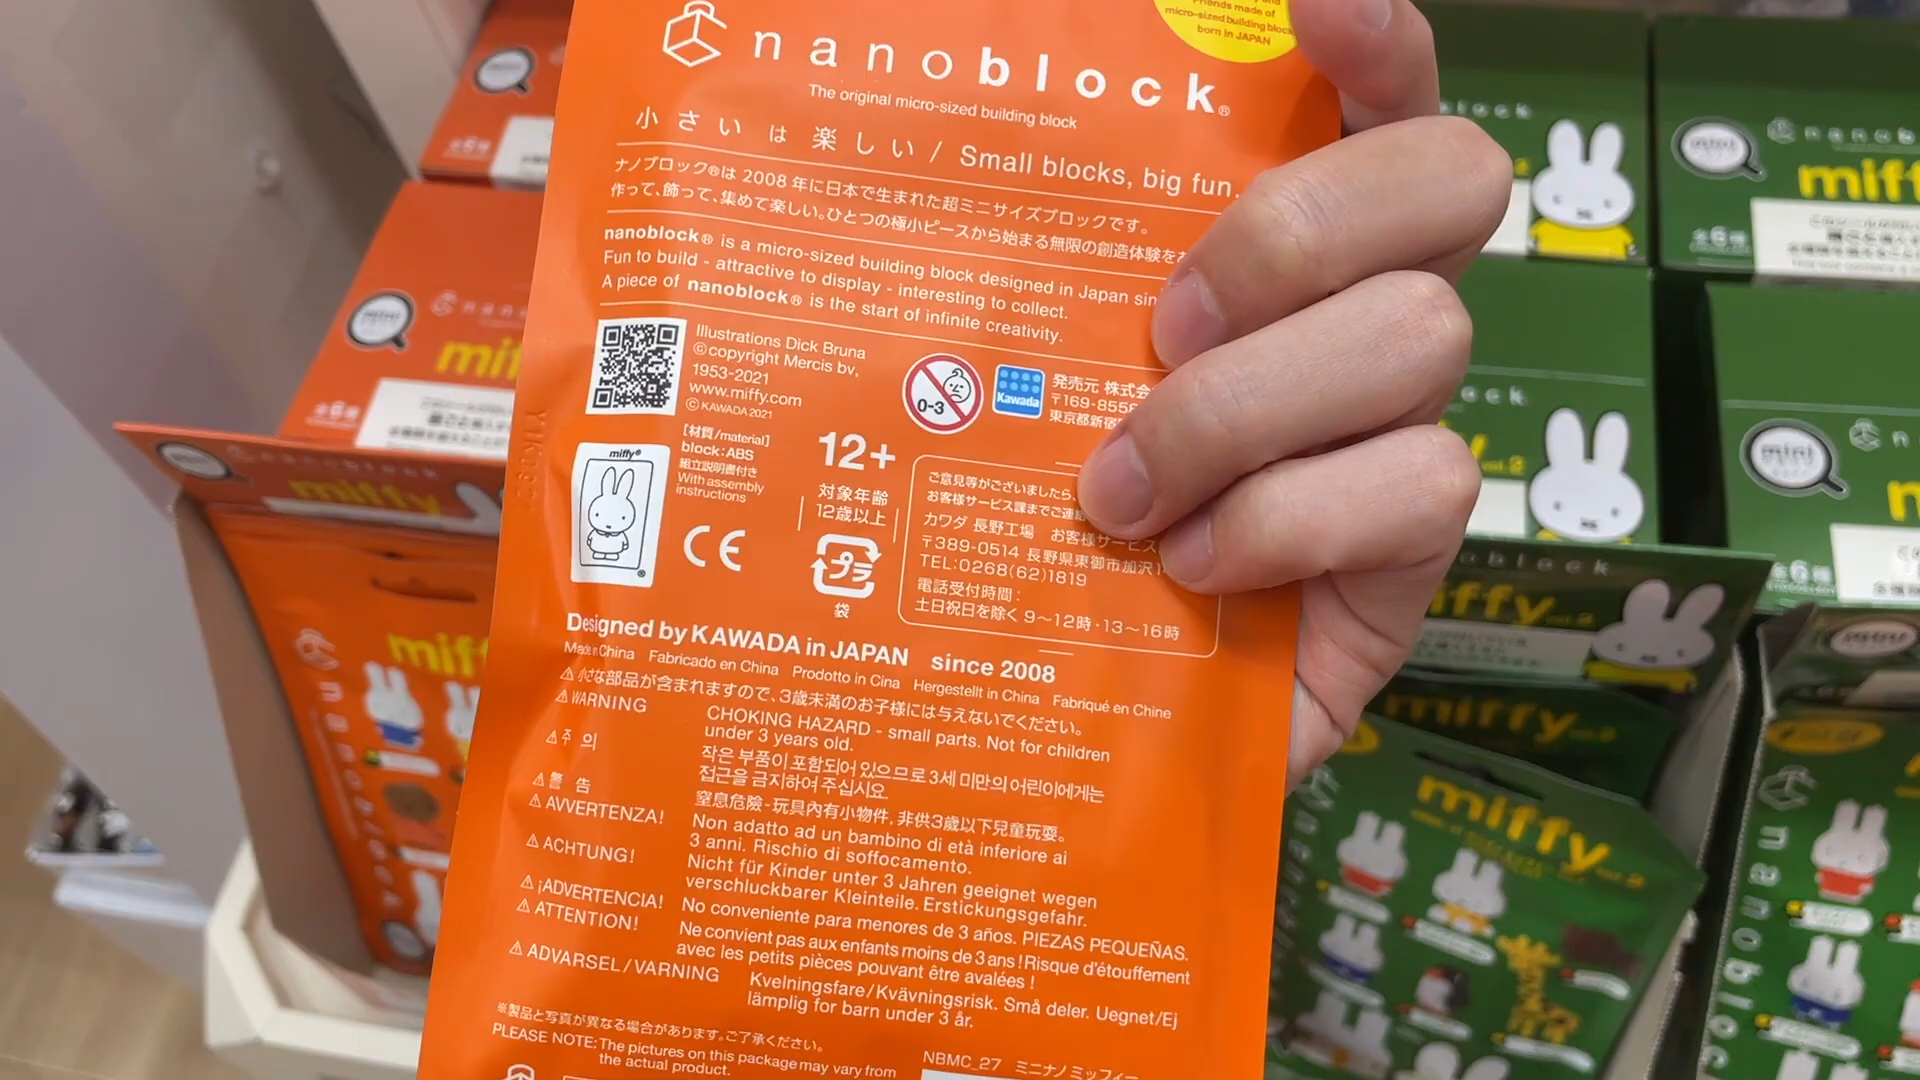 friends made of
micro-sized building block
born in JAPAN
nanoblock®
The original micro-sized building block
小さいは楽しい / Small blocks, big fun.
ナノブロック®は 2008 年に日本で生まれた超ミニサイズブロックです。
作って、飾って、集めて楽しい。ひとつの極小ピースから始まる無限の創造体験を
nanoblock® is a micro-sized building block designed in Japan
Fun to build - attractive to display - interesting to collect.
A piece of nanoblock® is the start of infinite creativity.
Illustrations Dick Bruna
©copyright Mercis bv,
1953-2021
www.miffy.com
© KAWADA 2021
0-3
Kawada
発売元 株式会
〒169-8556
東京都新宿
[材質/material]
block:ABS
組立説明書付き
With assembly
instructions
miffy®
®
CE
12+
対象年齢
12歳以上
プラ
袋
ご意見等がございましたら、
お客様サービス課までご連絡
カワダ 長野工場 お客様サービス
〒389-0514 長野県東御市加沢1
TEL:0268(62)1819
電話受付時間:
土日祝日を除く 9〜12時・13〜16時
Designed by KAWADA in JAPAN since 2008
Made in China Fabricado en China Prodotto in Cina Hergestellt in China Fabriqué en Chine
⚠小さな部品が含まれますので、3歳未満のお子様には与えないでください。
⚠WARNING CHOKING HAZARD - small parts. Not for children
under 3 years old.
⚠주 의 작은 부품이 포함되어 있으므로 3세 미만의 어린이에게는
접근을 금지하여 주십시요.
⚠警 告 窒息危險-玩具內有小物件, 非供3歲以下兒童玩耍。
⚠AVVERTENZA! Non adatto ad un bambino di età inferiore ai
3 anni. Rischio di soffocamento.
⚠ACHTUNG! Nicht für Kinder unter 3 Jahren geeignet wegen
verschluckbarer Kleinteile. Erstickungsgefahr.
⚠¡ADVERTENCIA! No conveniente para menores de 3 años. PIEZAS PEQUEÑAS.
⚠ATTENTION! Ne convient pas aux enfants moins de 3 ans ! Risque d'étouffement
avec les petits pièces pouvant être avalées !
⚠ADVARSEL/VARNING Kvelningsfare/Kvävningsrisk. Små deler. Uegnet/Ej
lämplig for barn under 3 år.
※製品と写真が異なる場合があります。ご了承ください。
PLEASE NOTE: The pictures on this package may vary from
the actual product.
NBMC_27 ミニナノ ミッフィー
mini
miffy
nanoblock
全6種
miffy
miffy